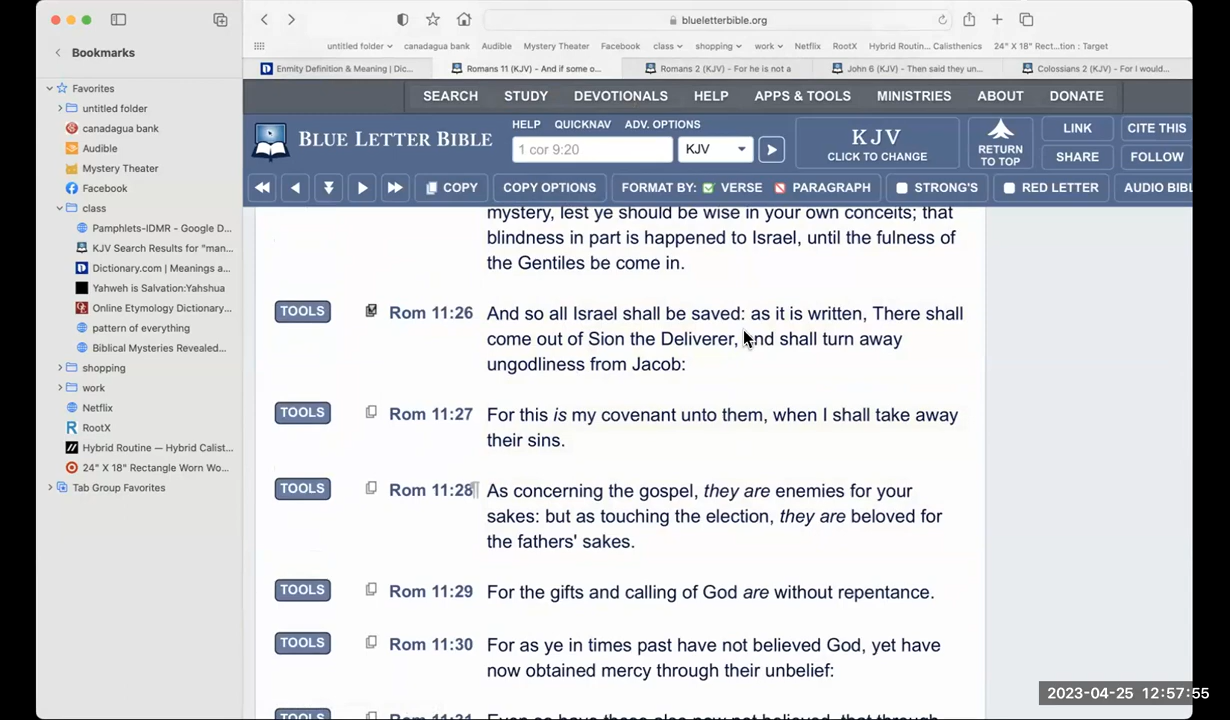 Bookmarks
Favorites
untitled folder
canadagua bank
Audible
Mystery Theater
Facebook
class
Pamphlets-IDMR - Google D...
KJV Search Results for "man...
Dictionary.com | Meanings a...
Yahweh is Salvation:Yahshua
Online Etymology Dictionary...
pattern of everything
Biblical Mysteries Revealed...
shopping
work
Netflix
RootX
Hybrid Routine — Hybrid Calist...
24" X 18" Rectangle Worn Wo...
Tab Group Favorites
blueletterbible.org
untitled folder canadagua bank Audible Mystery Theater Facebook class shopping work Netflix RootX Hybrid Routin... Calisthenics 24" X 18" Rect...tion : Target
Enmity Definition & Meaning | Dic... Romans 11 (KJV) - And if some o... Romans 2 (KJV) - For he is not a John 6 (KJV) - Then said they un... Colossians 2 (KJV) - For I would...
SEARCH STUDY DEVOTIONALS HELP APPS & TOOLS MINISTRIES ABOUT DONATE
BLUE LETTER BIBLE
HELP QUICKNAV ADV. OPTIONS
1 cor 9:20 KJV
KJV
CLICK TO CHANGE
RETURN
TO TOP
LINK CITE THIS
SHARE FOLLOW
COPY COPY OPTIONS FORMAT BY: VERSE PARAGRAPH STRONG'S RED LETTER AUDIO BIBL
mystery, lest ye should be wise in your own conceits; that
blindness in part is happened to Israel, until the fulness of
the Gentiles be come in.
TOOLS Rom 11:26 And so all Israel shall be saved: as it is written, There shall
come out of Sion the Deliverer, and shall turn away
ungodliness from Jacob:
TOOLS Rom 11:27 For this is my covenant unto them, when I shall take away
their sins.
TOOLS Rom 11:28¶ As concerning the gospel, they are enemies for your
sakes: but as touching the election, they are beloved for
the fathers' sakes.
TOOLS Rom 11:29 For the gifts and calling of God are without repentance.
TOOLS Rom 11:30 For as ye in times past have not believed God, yet have
now obtained mercy through their unbelief:
TOOLS Rom 11:31 Even so have these also now not believed, that through
2023-04-25 12:57:55